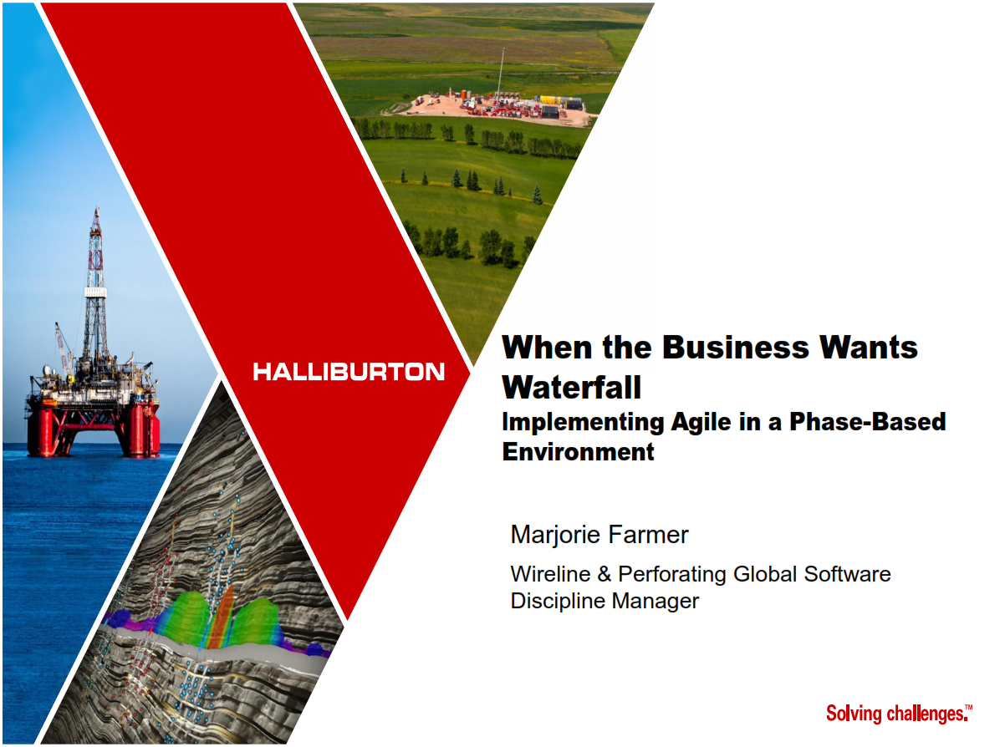 HALLIBURTON
When the Business Wants
Waterfall
Implementing Agile in a Phase-Based
Environment
Marjorie Farmer
Wireline & Perforating Global Software
Discipline Manager
Solving challenges.™